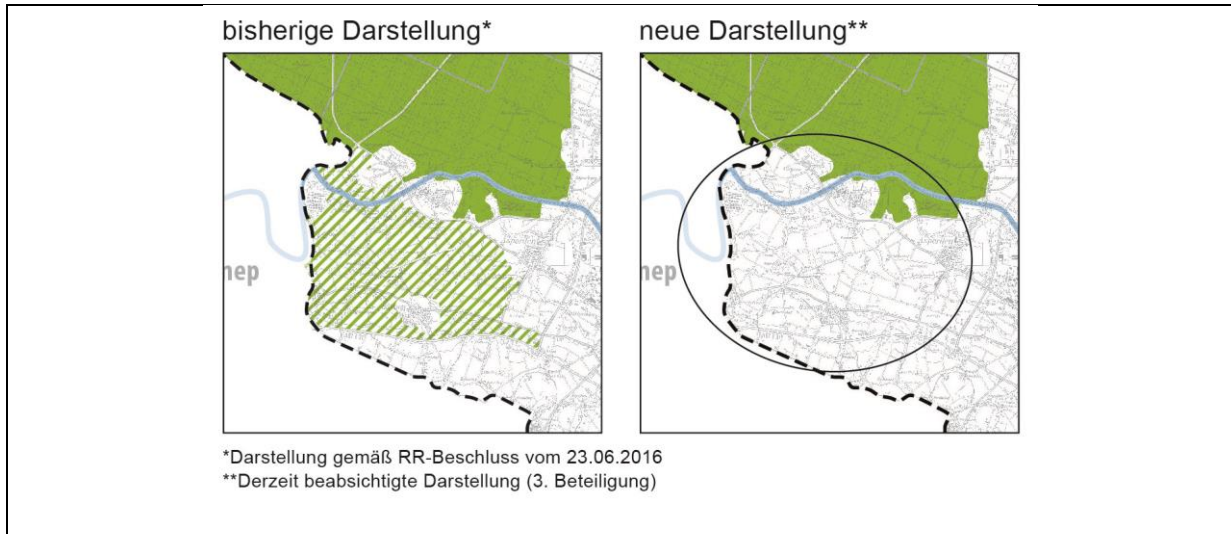 bisherige Darstellung*
neue Darstellung**
nep
nep
*Darstellung gemäß RR-Beschluss vom 23.06.2016
**Derzeit beabsichtigte Darstellung (3. Beteiligung)